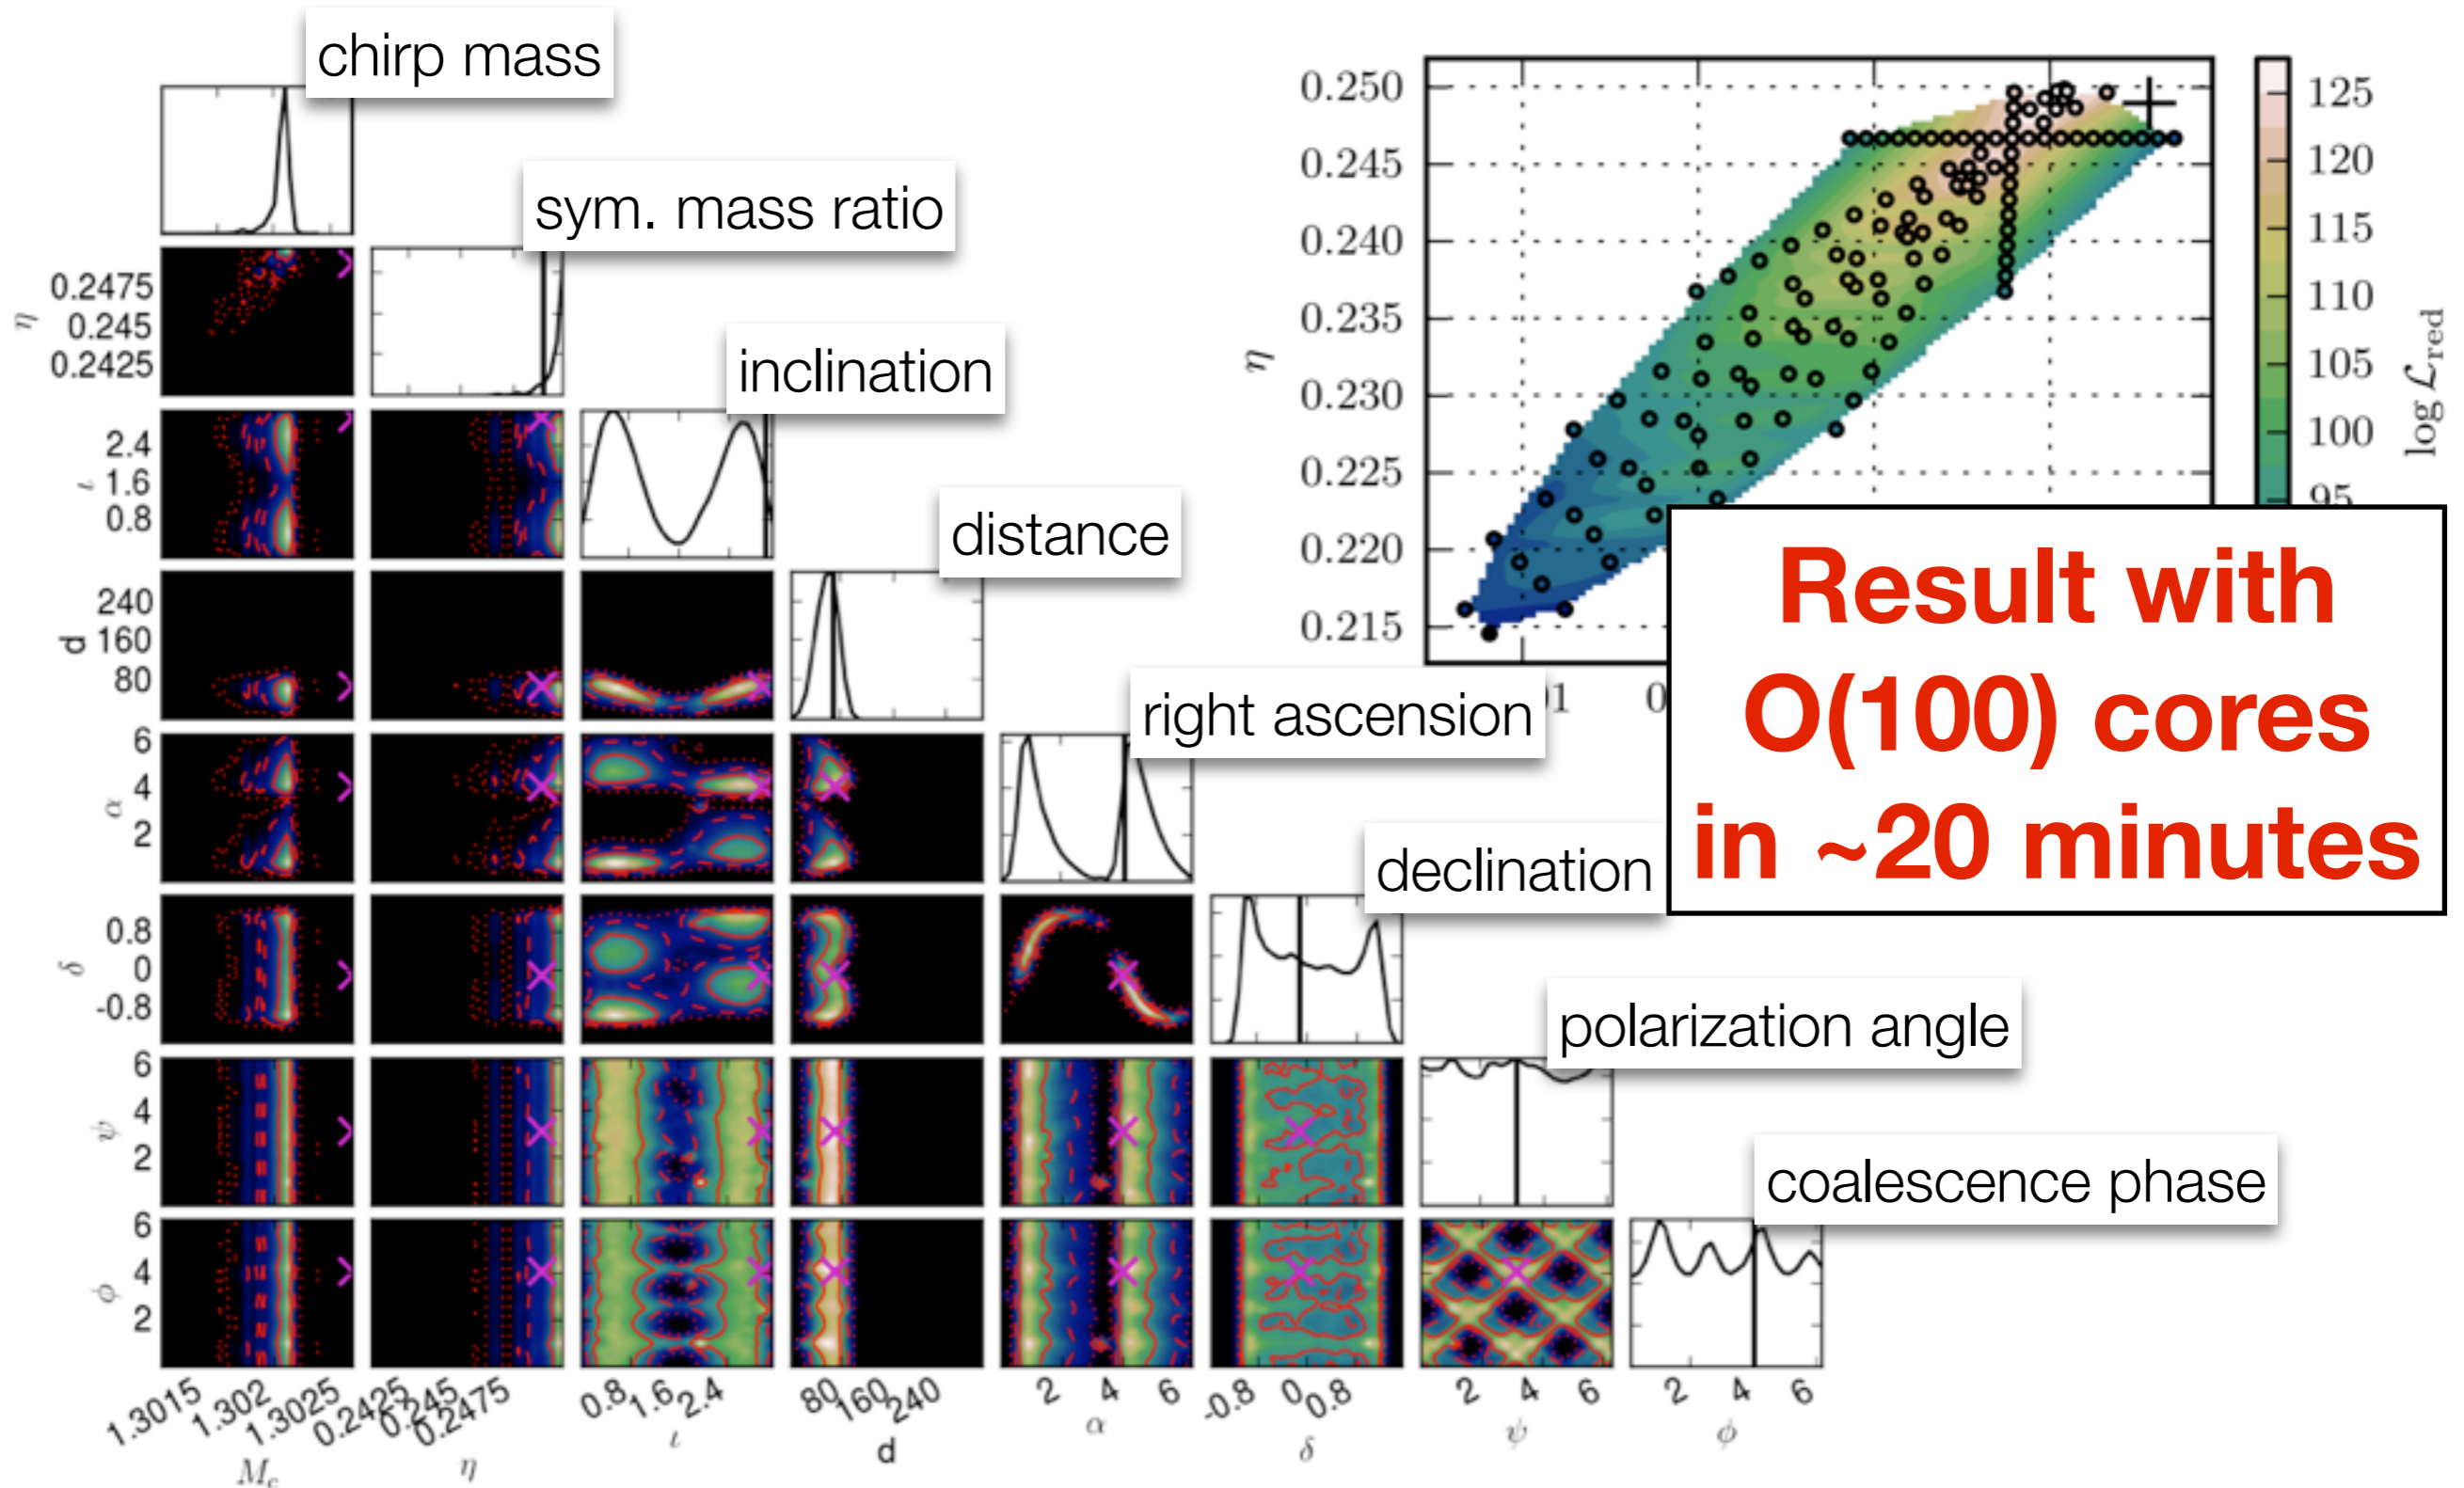 chirp mass
sym. mass ratio
inclination
distance
right ascension
declination
polarization angle
coalescence phase
0.250
0.245
0.240
0.235
0.230
0.225
0.220
0.215
η
125
120
115
110
105
100
95
log ℒred
Result with
O(100) cores
in ~20 minutes
η
0.2475
0.245
0.2425
ι
2.4
1.6
0.8
d
240
160
80
α
6
4
2
δ
0.8
0
-0.8
ψ
6
4
2
ϕ
6
4
2
1.3015 1.302 1.3025
0.2425 0.245 0.2475
0.8 1.6 2.4
80 160 240
2 4 6
-0.8 0 0.8
2 4 6
2 4 6
Mc η ι d α δ ψ ϕ